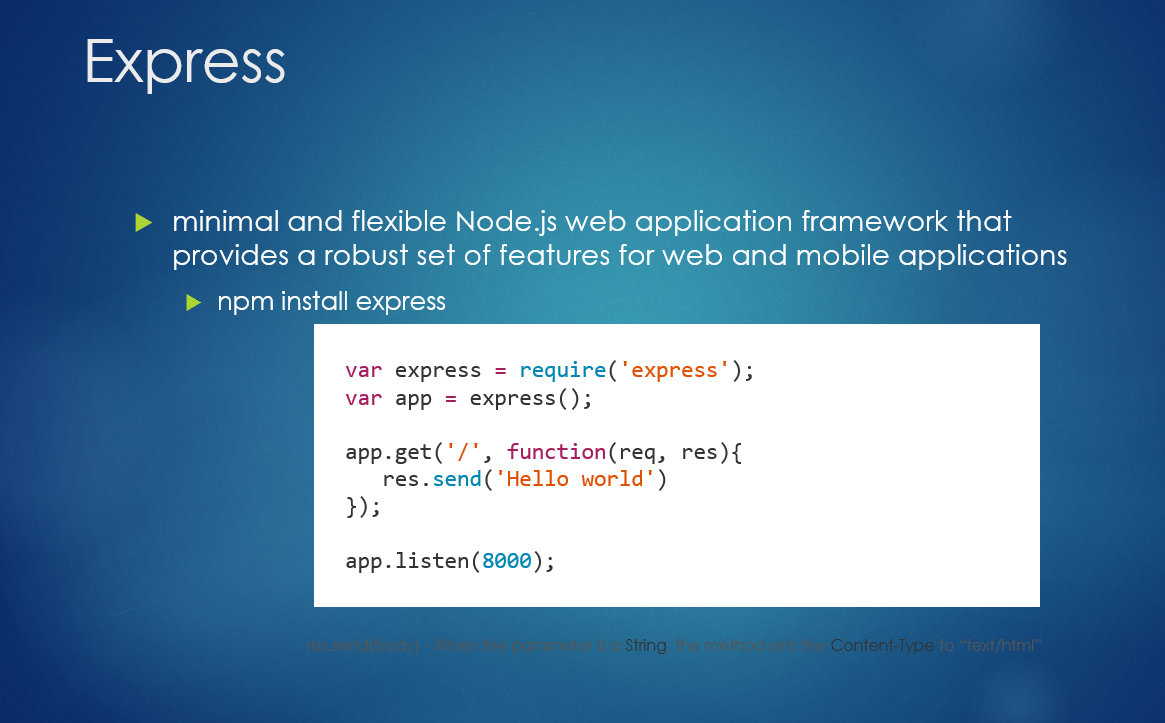 Express
minimal and flexible Node.js web application framework that
provides a robust set of features for web and mobile applications
npm install express
var express = require('express');
var app = express();
app.get('/', function(req, res){
res.send('Hello world')
});
app.listen(8000);
res.send(body) - When the parameter is a String, the method sets the Content-Type to “text/html”